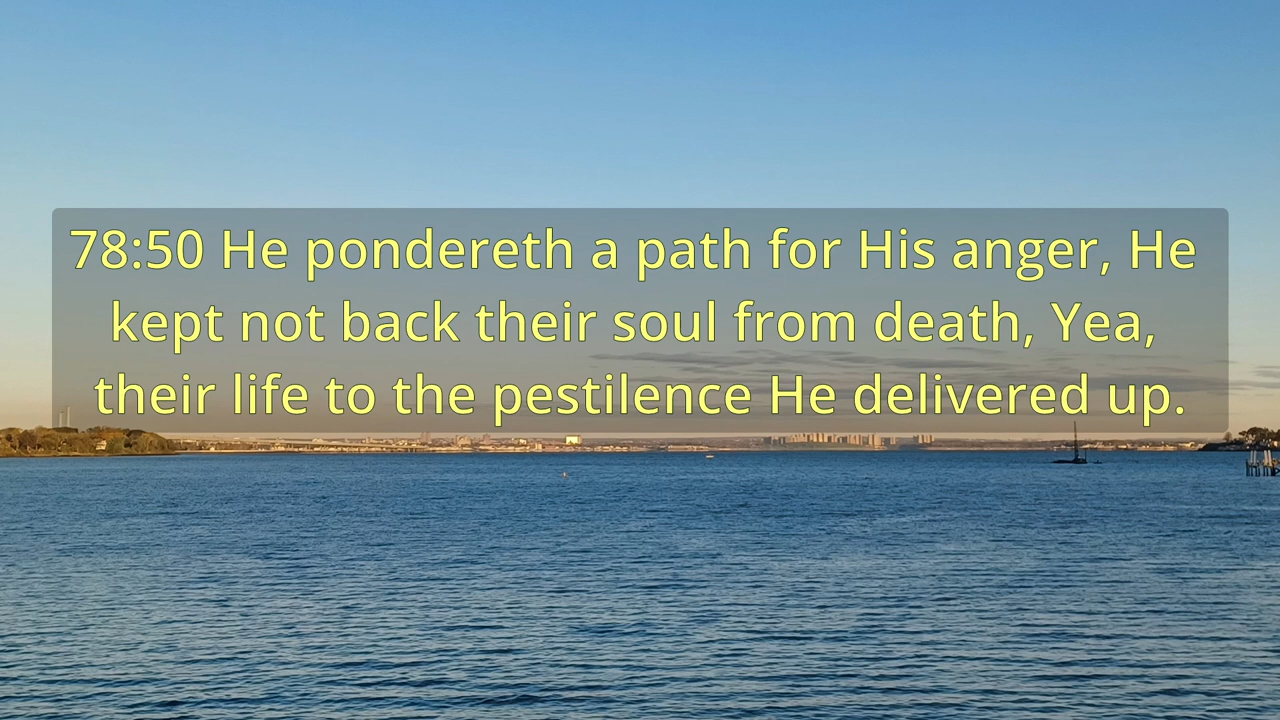 78:50 He pondereth a path for His anger, He
kept not back their soul from death, Yea,
their life to the pestilence He delivered up.